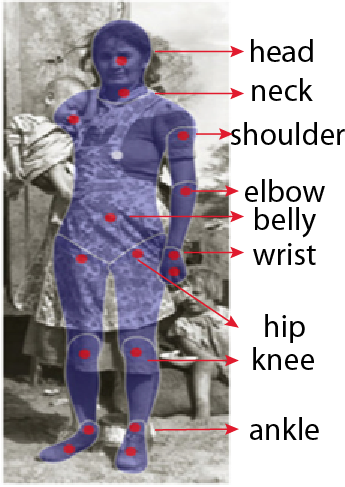 head
neck
shoulder
elbow
belly
wrist
hip
knee
ankle